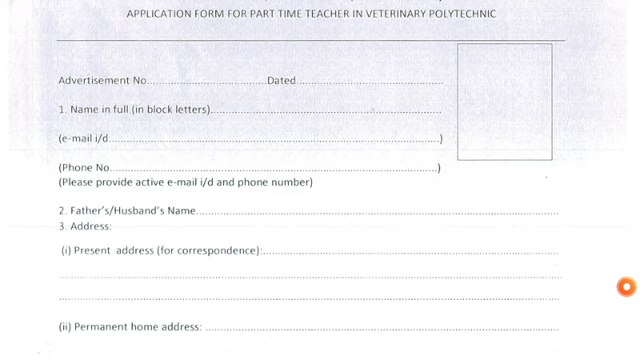 APPLICATION FORM FOR PART TIME TEACHER IN VETERINARY POLYTECHNIC
Advertisement No....................................Dated............................................
1. Name in full (in block letters)......................................................................
(e-mail i/d....................................................................................................)
(Phone No...................................................................................................)
(Please provide active e-mail i/d and phone number)
2. Father's/Husband's Name.............................................................................................................
3. Address:
(i) Present address (for correspondence):.........................................................................................
......................................................................................................................................................
......................................................................................................................................................
(ii) Permanent home address: ..........................................................................................................